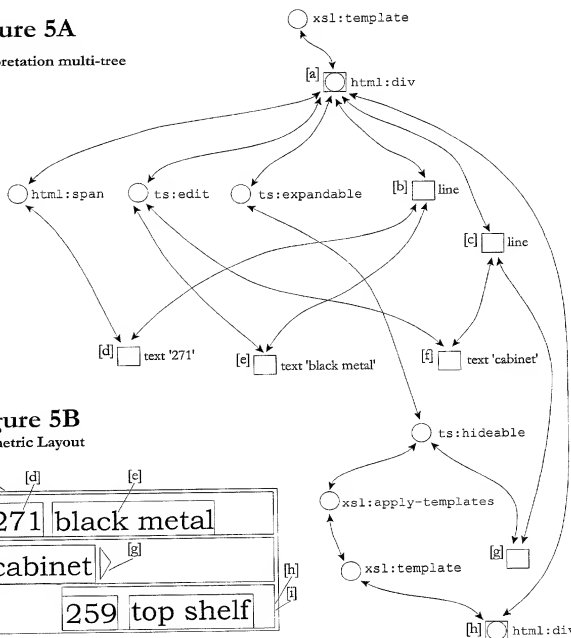 ure 5A
retation multi-tree
xsl:template
[a] html:div
html:span
ts:edit
ts:expandable
[b] line
[c] line
[d] text '271'
[e] text 'black metal'
[f] text 'cabinet'
ts:hideable
xsl:apply-templates
[g]
xsl:template
[h] html:div
gure 5B
netric Layout
[d] [e]
271 black metal
cabinet [g]
[h]
[i]
259 top shelf